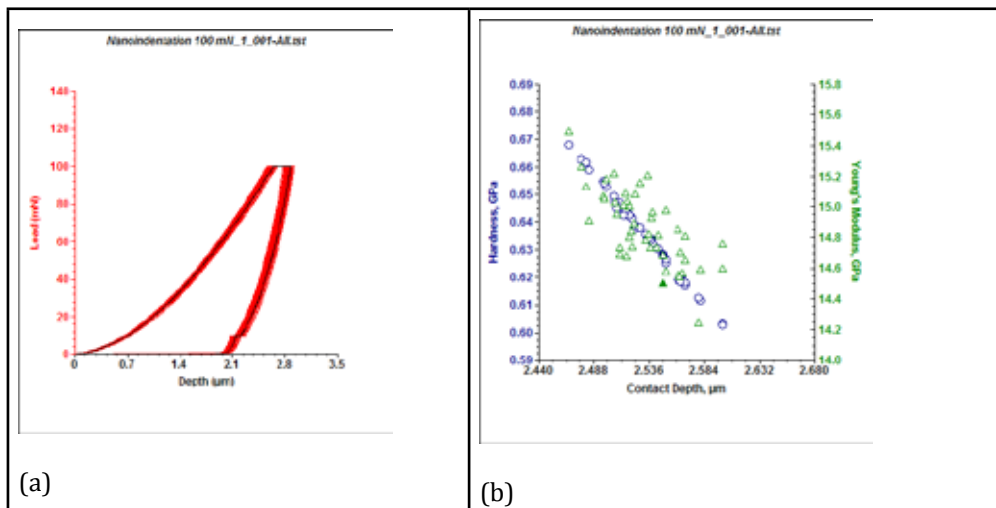 Nanoindentation 100 mN_1_001-All.tst
140
120
100
80
60
40
20
0
Load (mN)
0 0.7 1.4 2.1 2.8 3.5
Depth (µm)
(a)
Nanoindentation 100 mN_1_001-All.tst
0.69
0.68
0.67
0.66
0.65
0.64
0.63
0.62
0.61
0.60
0.59
Hardness, GPa
15.8
15.6
15.4
15.2
15.0
14.8
14.6
14.4
14.2
14.0
Young's Modulus, GPa
2.440 2.488 2.536 2.584 2.632 2.680
Contact Depth, µm
(b)